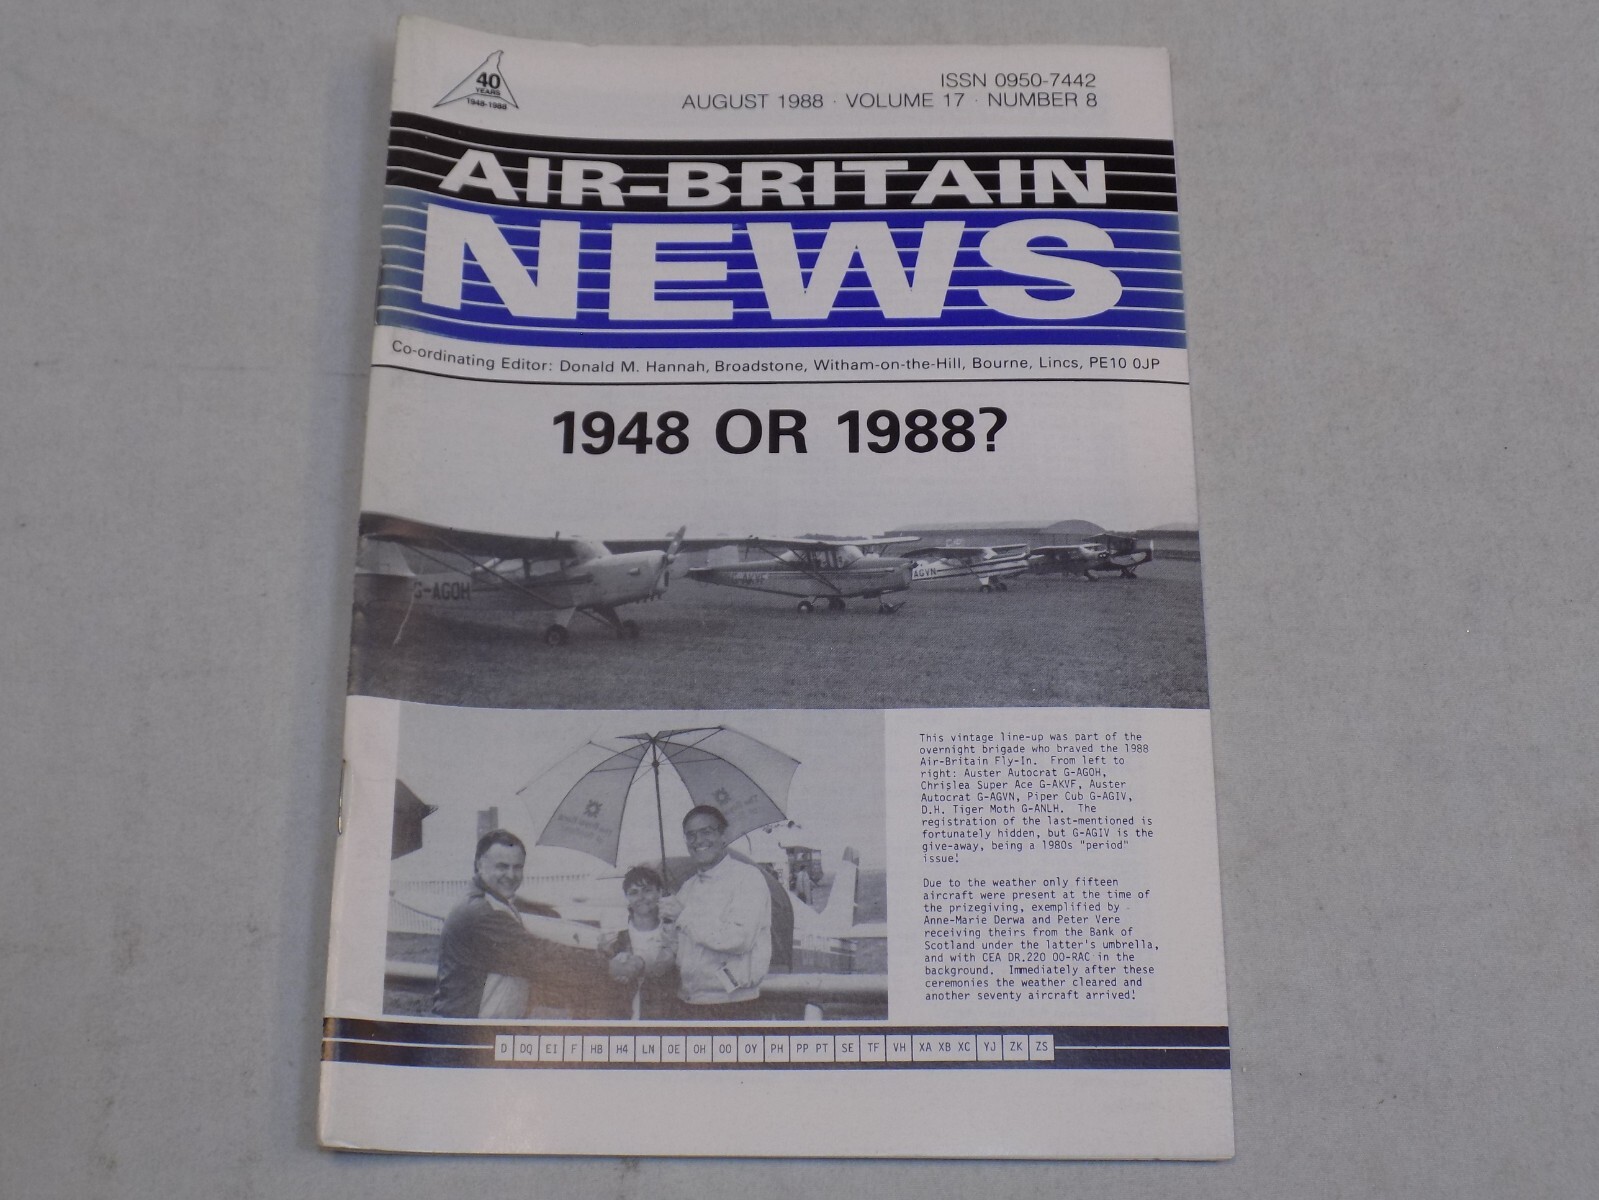 40
YEARS
1948-1988
ISSN 0950-7442
AUGUST 1988 · VOLUME 17 · NUMBER 8
AIR-BRITAIN
NEWS
Co-ordinating Editor: Donald M. Hannah, Broadstone, Witham-on-the-Hill, Bourne, Lincs, PE10 0JP
1948 OR 1988?
G-AGOH
AGVN
This vintage line-up was part of the
overnight brigade who braved the 1988
Air-Britain Fly-In. From left to
right: Auster Autocrat G-AGOH,
Chrislea Super Ace G-AKVF, Auster
Autocrat G-AGVN, Piper Cub G-AGIV,
D.H. Tiger Moth G-ANLH. The
registration of the last-mentioned is
fortunately hidden, but G-AGIV is the
give-away, being a 1980s "period"
issue!
Due to the weather only fifteen
aircraft were present at the time of
the prizegiving, exemplified by
Anne-Marie Derwa and Peter Vere
receiving theirs from the Bank of
Scotland under the latter's umbrella,
and with CEA DR.220 OO-RAC in the
background. Immediately after these
ceremonies the weather cleared and
another seventy aircraft arrived!
D DQ EI F HB H4 LN OE OH OO OY PH PP PT SE TF VH XA XB XC YJ ZK ZS